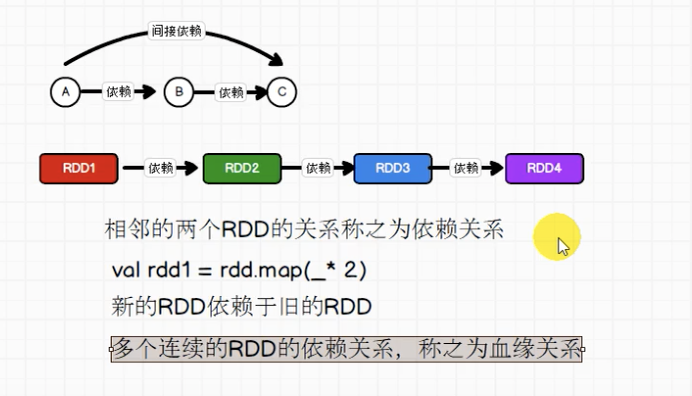 间接依赖
A 依赖 B 依赖 C
RDD1 依赖 RDD2 依赖 RDD3 依赖 RDD4
相邻的两个RDD的关系称之为依赖关系
val rdd1 = rdd.map(_* 2)
新的RDD依赖于旧的RDD
多个连续的RDD的依赖关系，称之为血缘关系